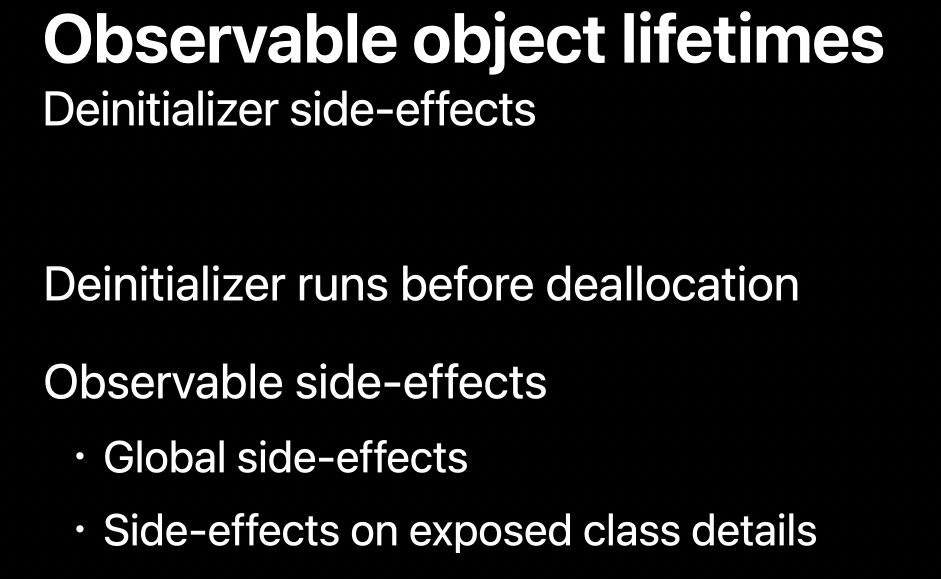 Observable object lifetimes
Deinitializer side-effects
Deinitializer runs before deallocation
Observable side-effects
• Global side-effects
• Side-effects on exposed class details